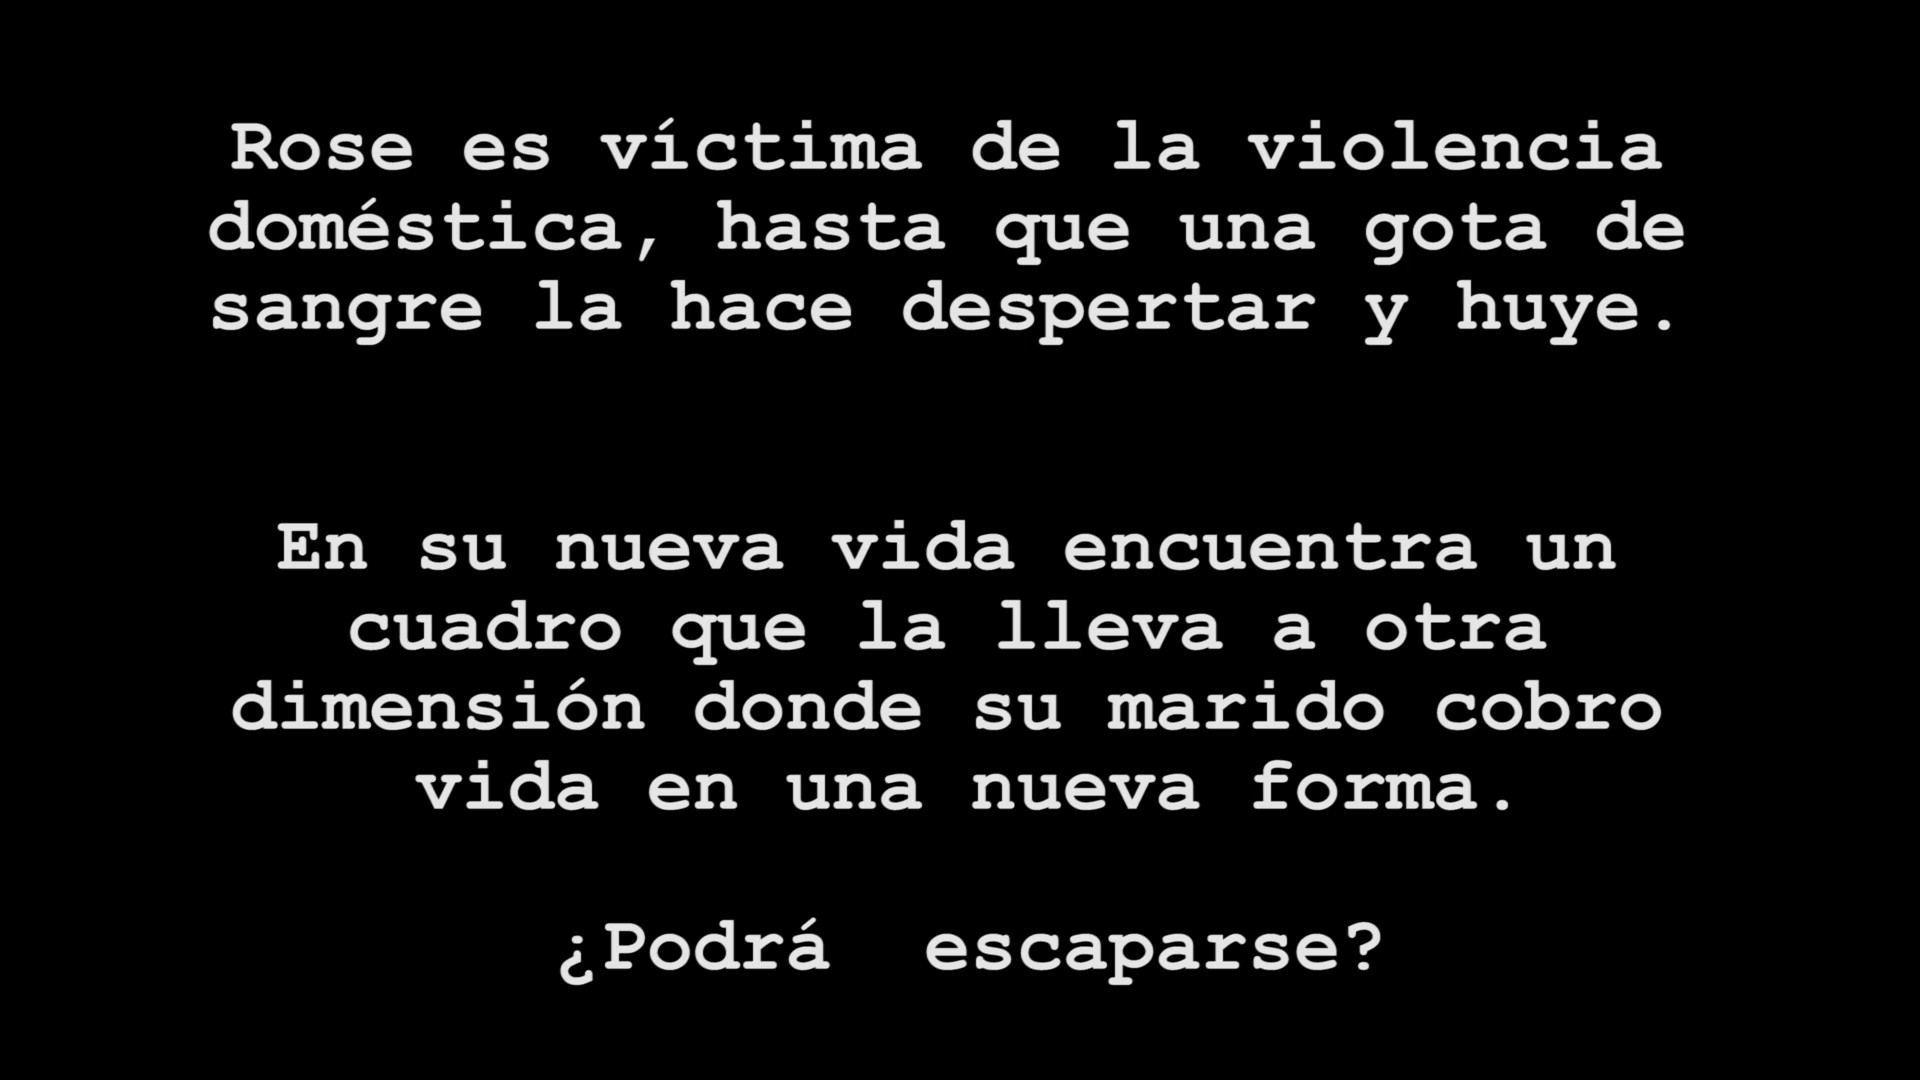 Rose es víctima de la violencia
doméstica, hasta que una gota de
sangre la hace despertar y huye.
En su nueva vida encuentra un
cuadro que la lleva a otra
dimensión donde su marido cobro
vida en una nueva forma.
¿Podrá escaparse?